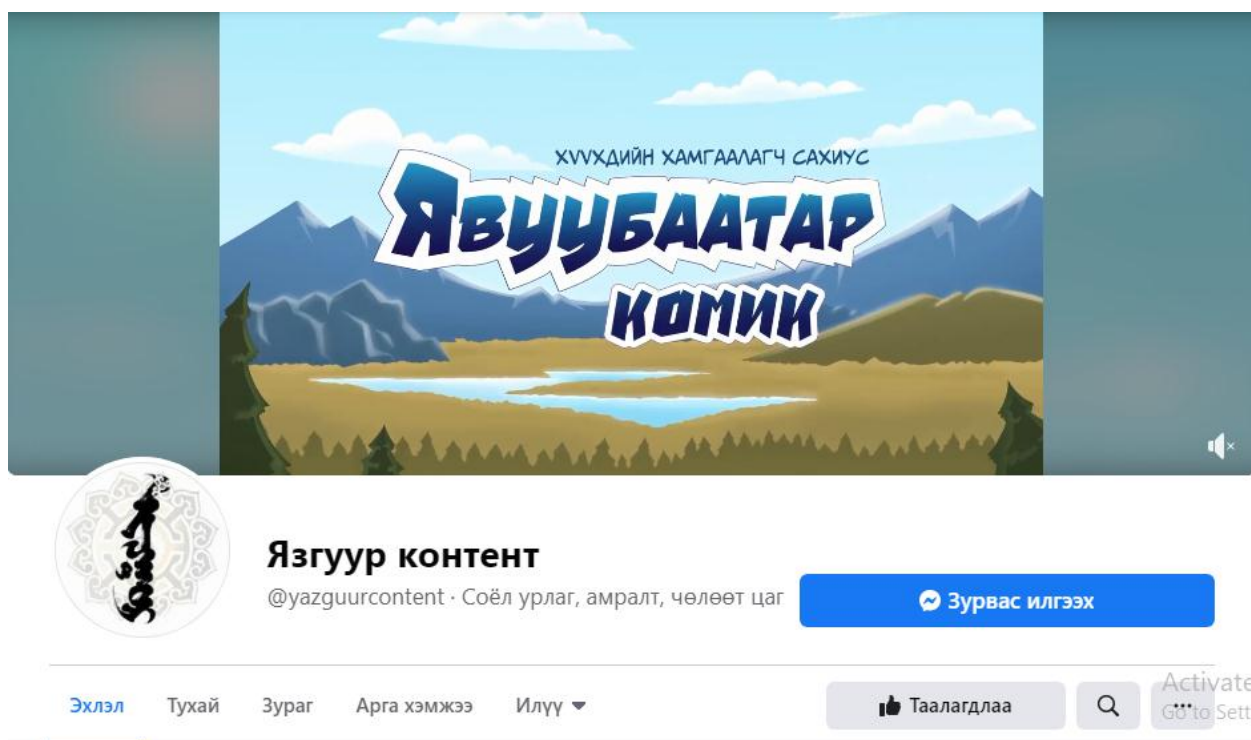 ХҮҮХДИЙН ХАМГААЛАГЧ САХИУС
ЯВУУБААТАР
КОМИК
Язгуур контент
@yazguurcontent · Соёл урлаг, амралт, чөлөөт цаг
Зурвас илгээх
Эхлэл Тухай Зураг Арга хэмжээ Илүү
Таалагдлаа
Activate
Go to Sett